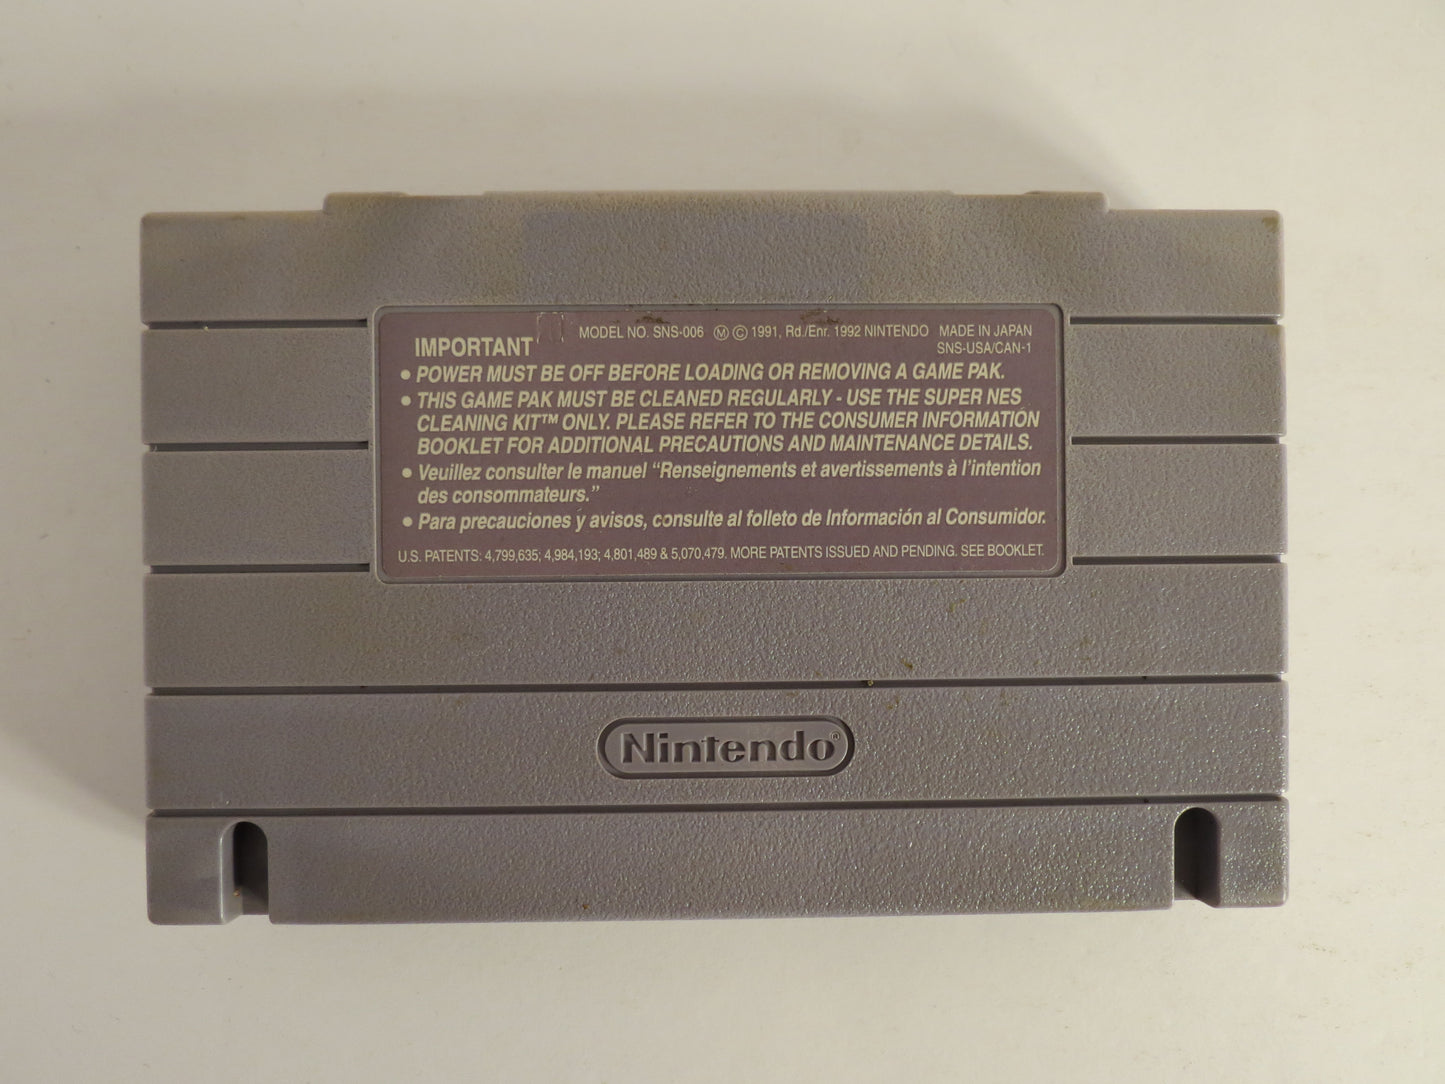 IMPORTANT MODEL NO. SNS-006 Ⓜ © 1991, Rd./Enr. 1992 NINTENDO MADE IN JAPAN
SNS-USA/CAN-1
• POWER MUST BE OFF BEFORE LOADING OR REMOVING A GAME PAK.
• THIS GAME PAK MUST BE CLEANED REGULARLY - USE THE SUPER NES
CLEANING KIT™ ONLY. PLEASE REFER TO THE CONSUMER INFORMATION
BOOKLET FOR ADDITIONAL PRECAUTIONS AND MAINTENANCE DETAILS.
• Veuillez consulter le manuel “Renseignements et avertissements à l’intention
des consommateurs.”
• Para precauciones y avisos, consulte al folleto de Información al Consumidor.
U.S. PATENTS: 4,799,635; 4,984,193; 4,801,489 & 5,070,479. MORE PATENTS ISSUED AND PENDING. SEE BOOKLET.
Nintendo®